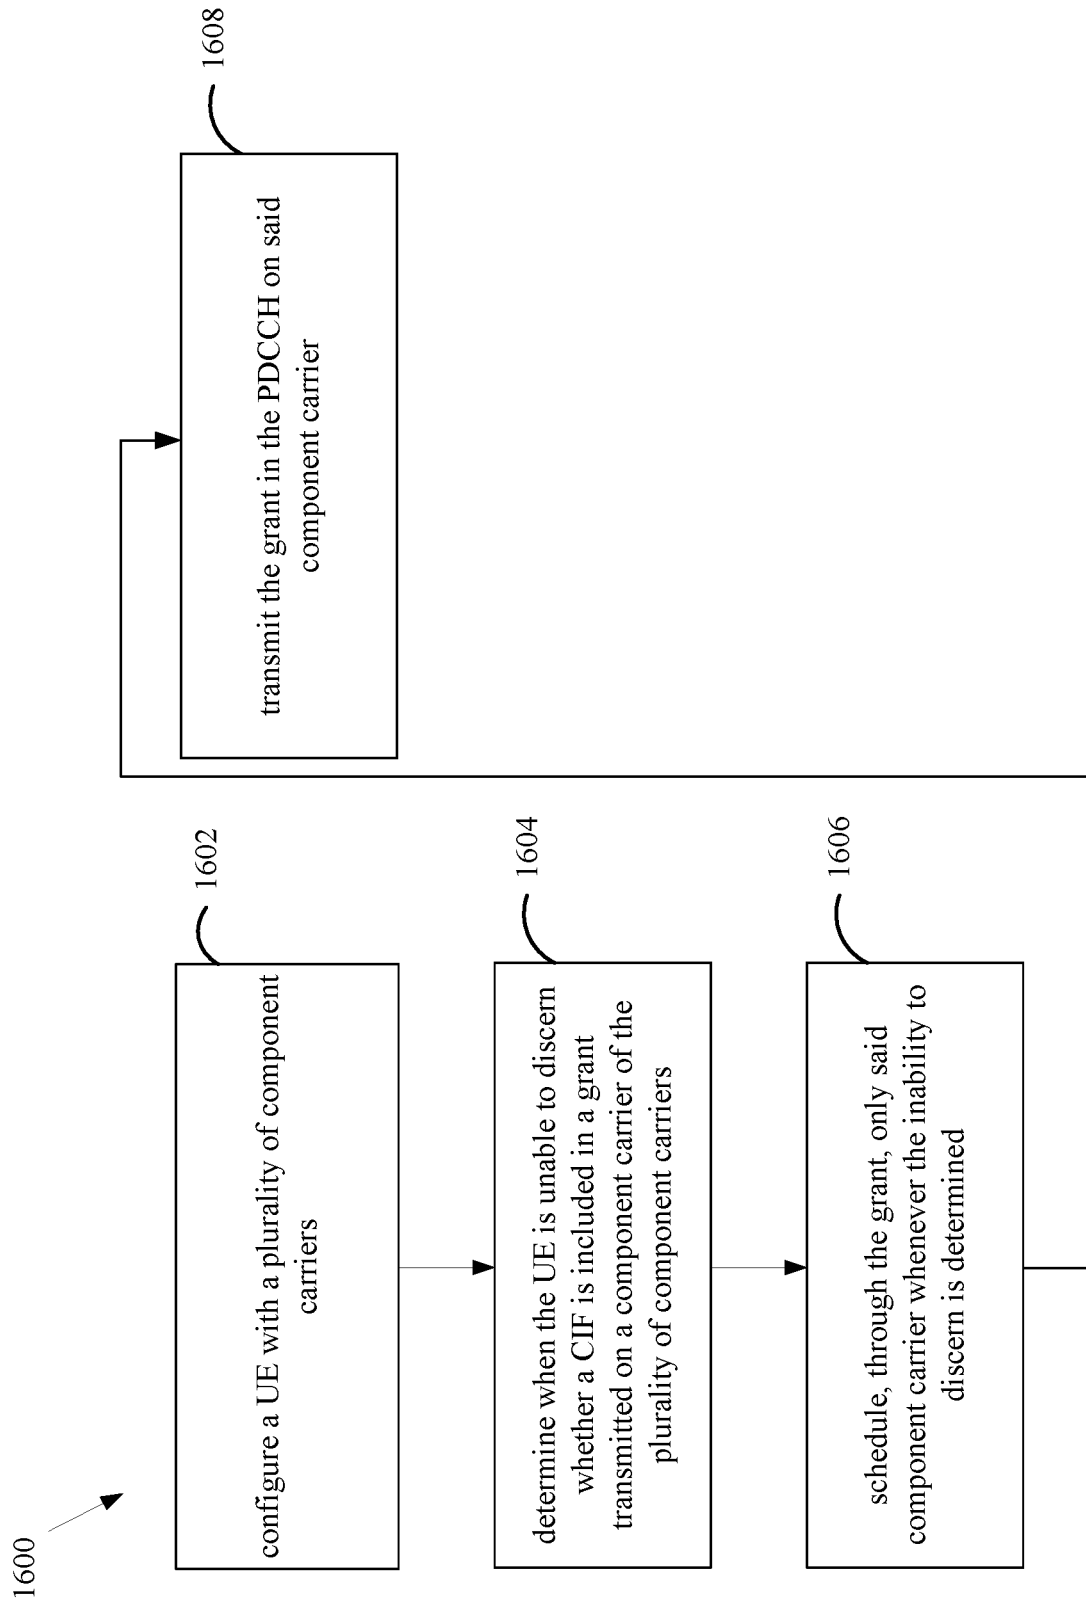 1600
1602
configure a UE with a plurality of component
carriers
1604
determine when the UE is unable to discern
whether a CIF is included in a grant
transmitted on a component carrier of the
plurality of component carriers
1606
schedule, through the grant, only said
component carrier whenever the inability to
discern is determined
1608
transmit the grant in the PDCCH on said
component carrier